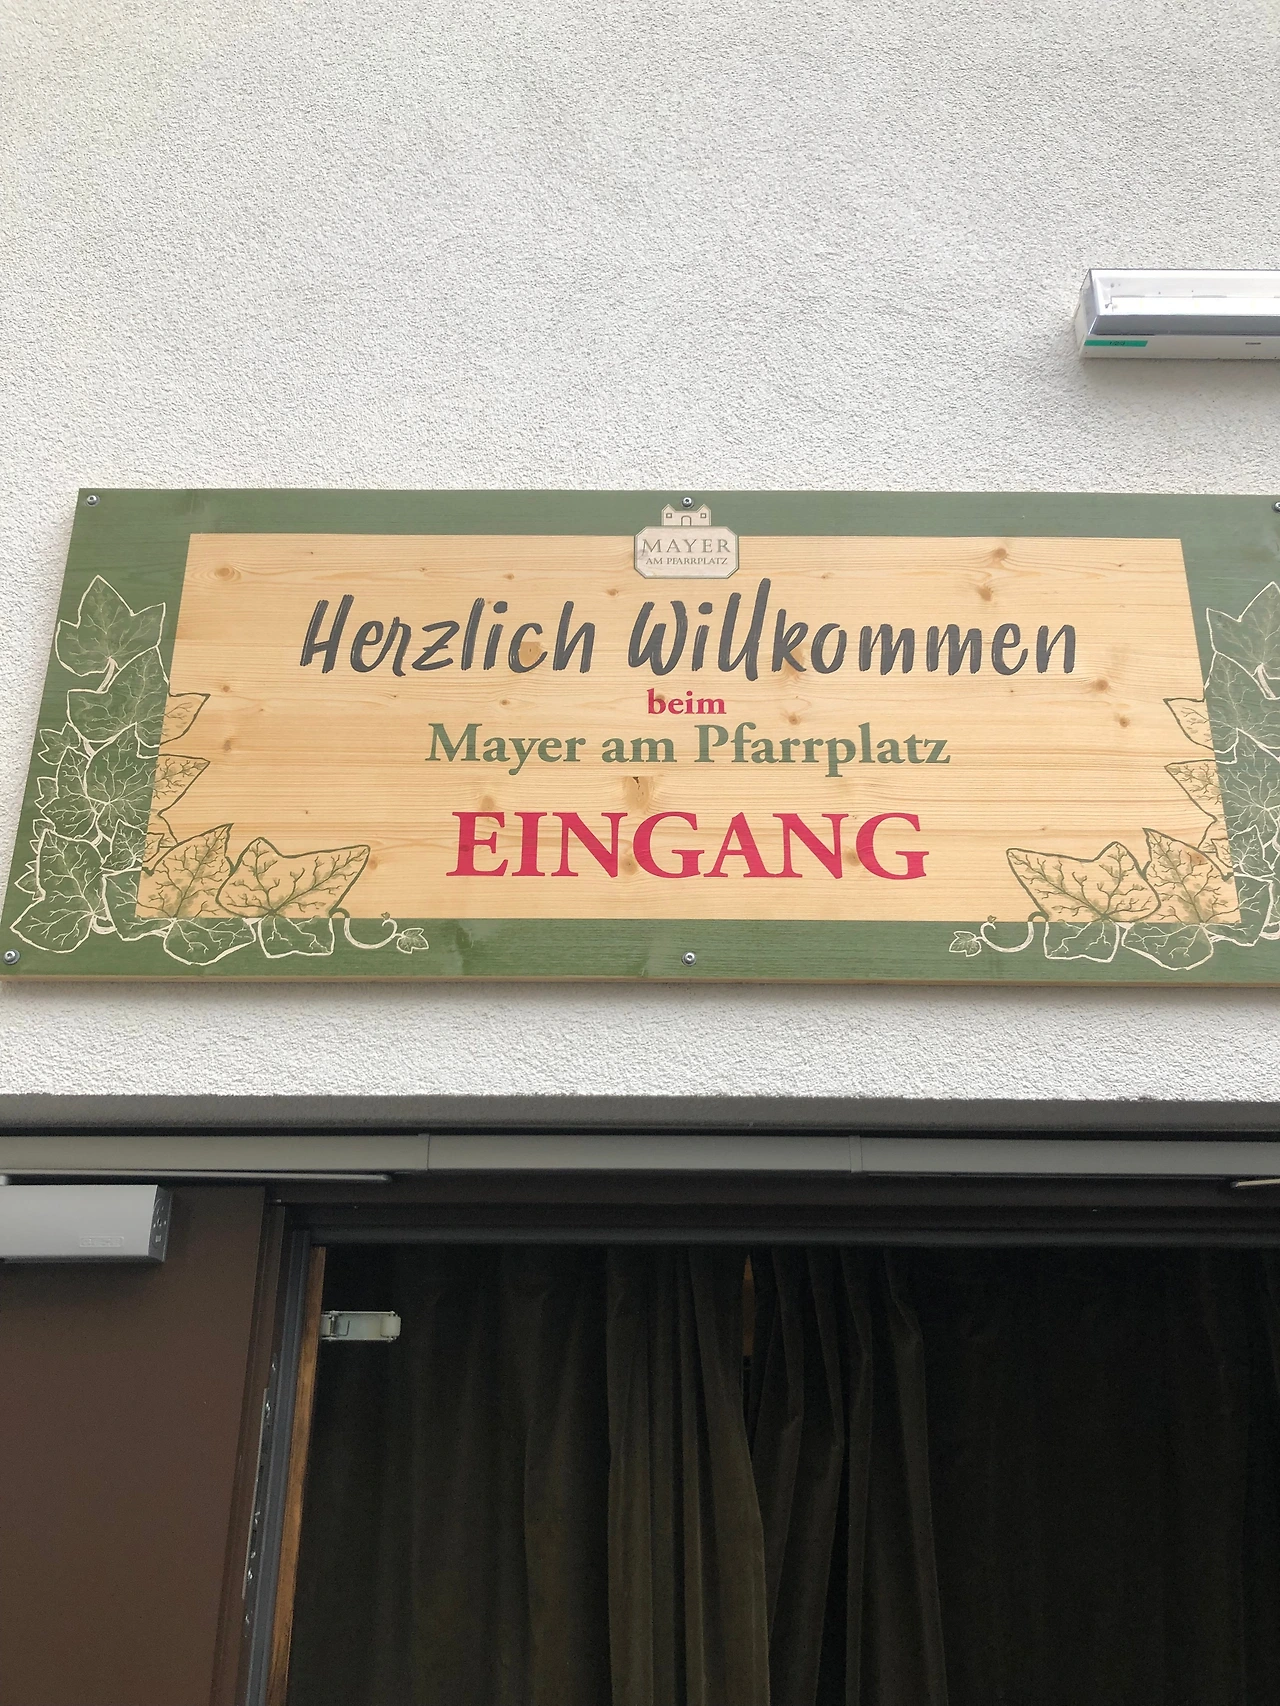 MAYER
AM PFARRPLATZ
Herzlich Willkommen
beim
Mayer am Pfarrplatz
EINGANG